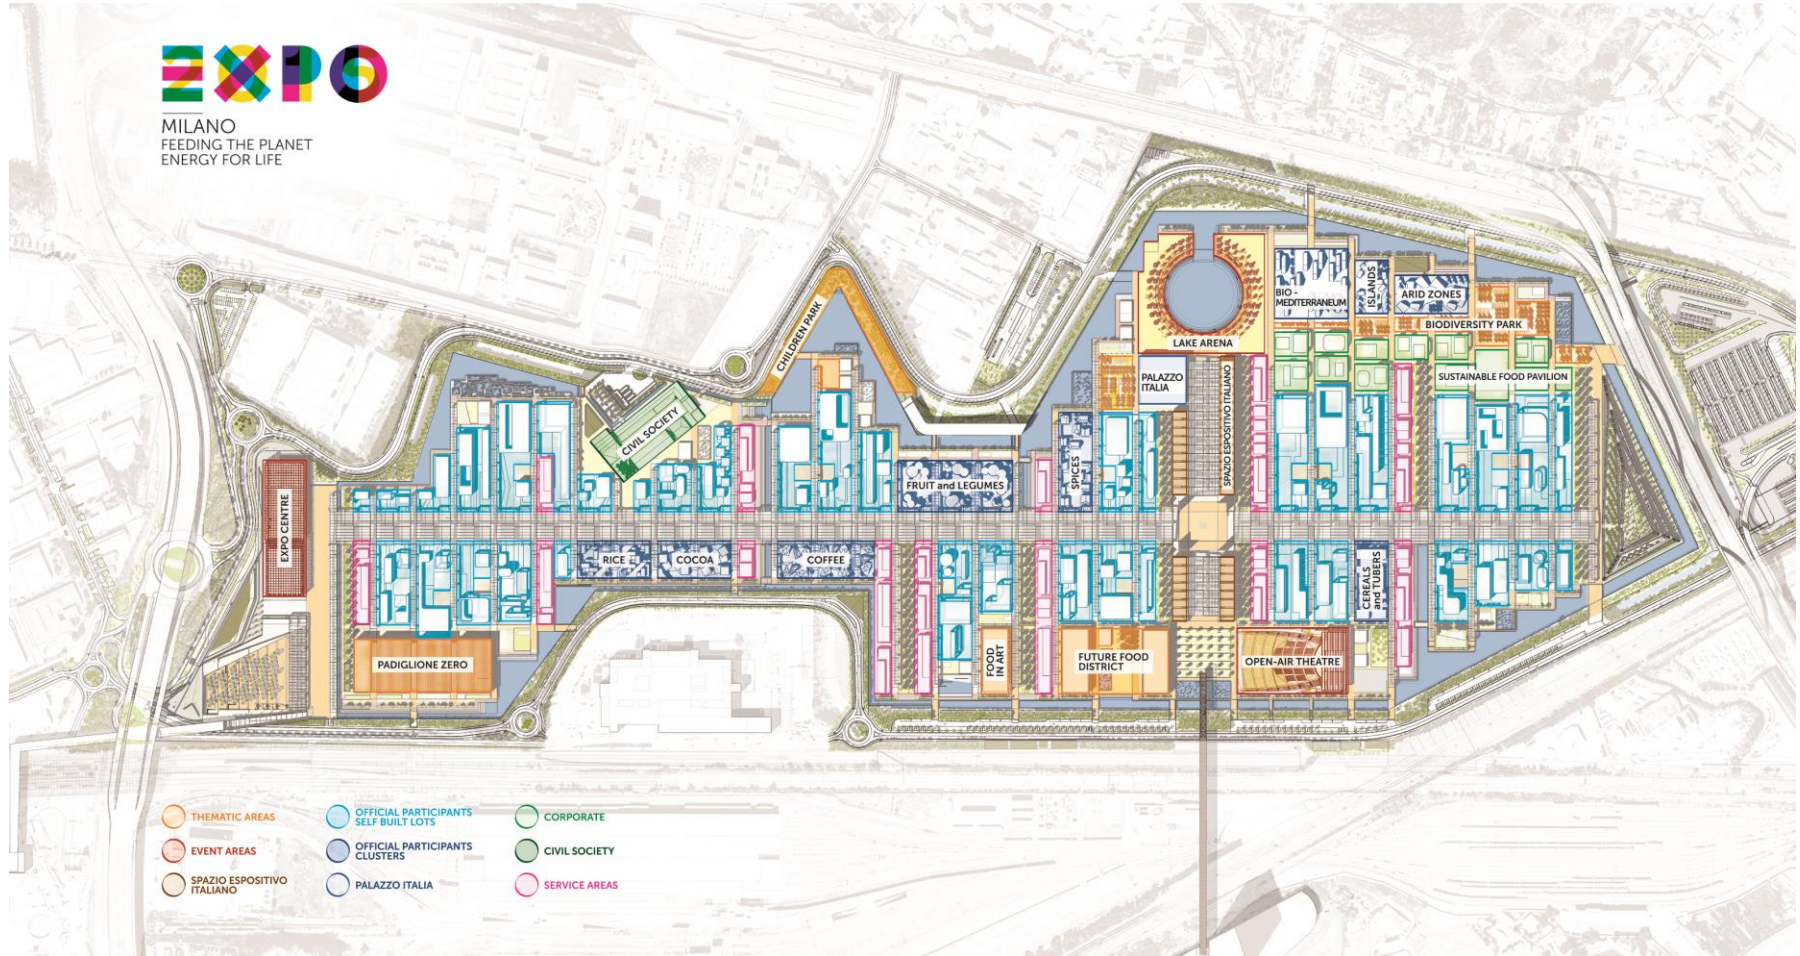 EXPO
MILANO
FEEDING THE PLANET
ENERGY FOR LIFE
CHILDREN PARK
LAKE ARENA
BIO -
MEDITERRANEUM
ISLANDS
ARID ZONES
BIODIVERSITY PARK
PALAZZO
ITALIA
SPAZIO ESPOSITIVO ITALIANO
SUSTAINABLE FOOD PAVILION
CIVIL SOCIETY
EXPO CENTRE
FRUIT and LEGUMES
SPICES
RICE
COCOA
COFFEE
CEREALS
and TUBERS
PADIGLIONE ZERO
FOOD
IN ART
FUTURE FOOD
DISTRICT
OPEN-AIR THEATRE
THEMATIC AREAS
EVENT AREAS
SPAZIO ESPOSITIVO
ITALIANO
OFFICIAL PARTICIPANTS
SELF BUILT LOTS
OFFICIAL PARTICIPANTS
CLUSTERS
PALAZZO ITALIA
CORPORATE
CIVIL SOCIETY
SERVICE AREAS